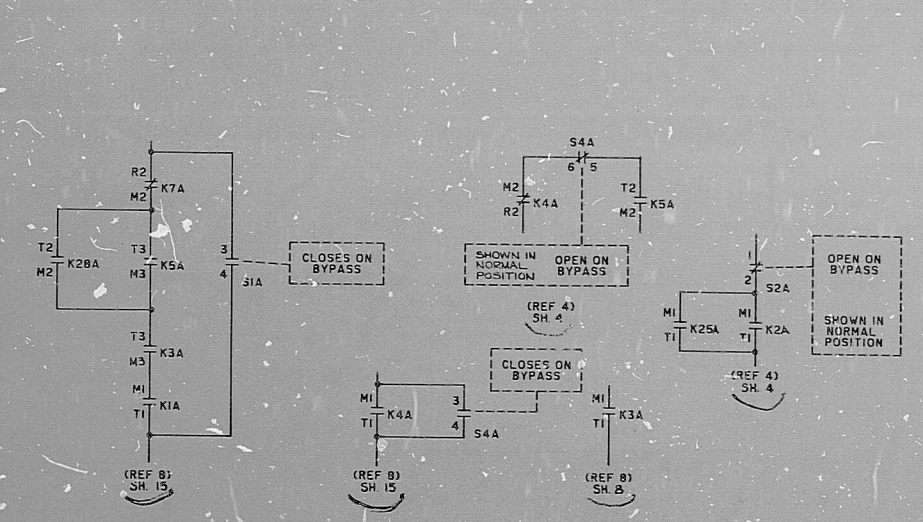 R2
K7A
M2
T2
K28A
M2
T3
K5A
M3
3
4
S1A
CLOSES ON
BYPASS
T3
K3A
M3
M1
K1A
T1
(REF 8)
SH. 15
S4A
6 5
M2
K4A
R2
T2
K5A
M2
SHOWN IN
NORMAL
POSITION
OPEN ON
BYPASS
(REF 4)
SH. 4
CLOSES ON
BYPASS
M1
K4A
T1
3
4
S4A
(REF 8)
SH. 15
M1
K3A
T1
(REF 8)
SH. 8
1
2
S2A
OPEN ON
BYPASS
SHOWN IN
NORMAL
POSITION
M1
K25A
T1
M1
K2A
T1
(REF 4)
SH. 4